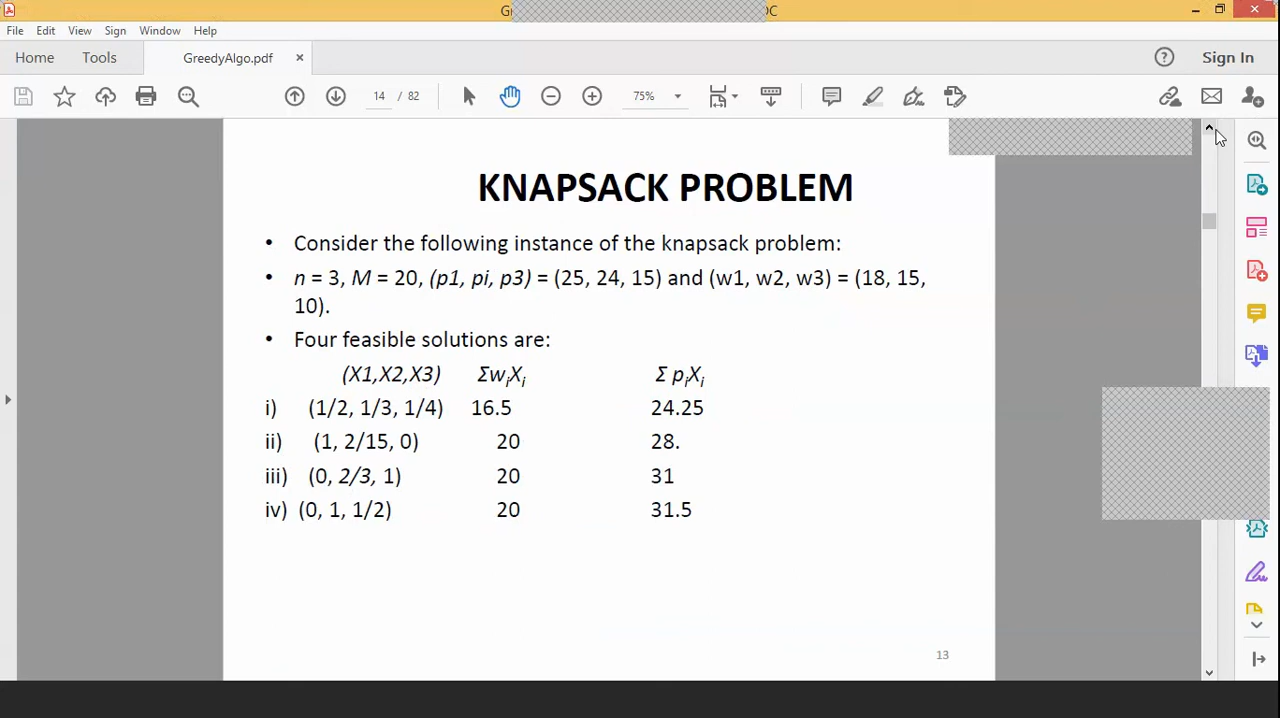 Gr DC
File Edit View Sign Window Help
Home Tools GreedyAlgo.pdf × ? Sign In
14 / 82 75%
KNAPSACK PROBLEM
• Consider the following instance of the knapsack problem:
• n = 3, M = 20, (p1, pi, p3) = (25, 24, 15) and (w1, w2, w3) = (18, 15,
10).
• Four feasible solutions are:
(X1,X2,X3) ΣwiXi Σ piXi
i) (1/2, 1/3, 1/4) 16.5 24.25
ii) (1, 2/15, 0) 20 28.
iii) (0, 2/3, 1) 20 31
iv) (0, 1, 1/2) 20 31.5
13